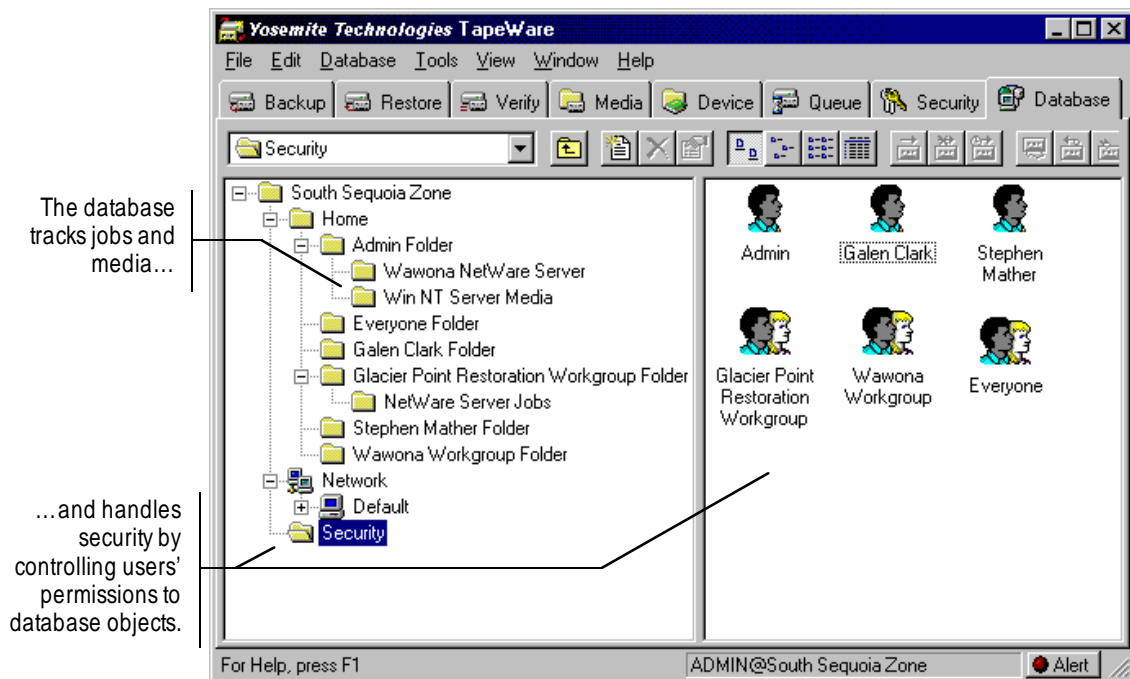 Yosemite Technologies TapeWare
File Edit Database Tools View Window Help
Backup Restore Verify Media Device Queue Security Database
Security
The database
tracks jobs and
media…
…and handles
security by
controlling users’
permissions to
database objects.
South Sequoia Zone
Home
Admin Folder
Wawona NetWare Server
Win NT Server Media
Everyone Folder
Galen Clark Folder
Glacier Point Restoration Workgroup Folder
NetWare Server Jobs
Stephen Mather Folder
Wawona Workgroup Folder
Network
Default
Security
Admin
Galen Clark
Stephen
Mather
Glacier Point
Restoration
Workgroup
Wawona
Workgroup
Everyone
For Help, press F1
ADMIN@South Sequoia Zone
Alert